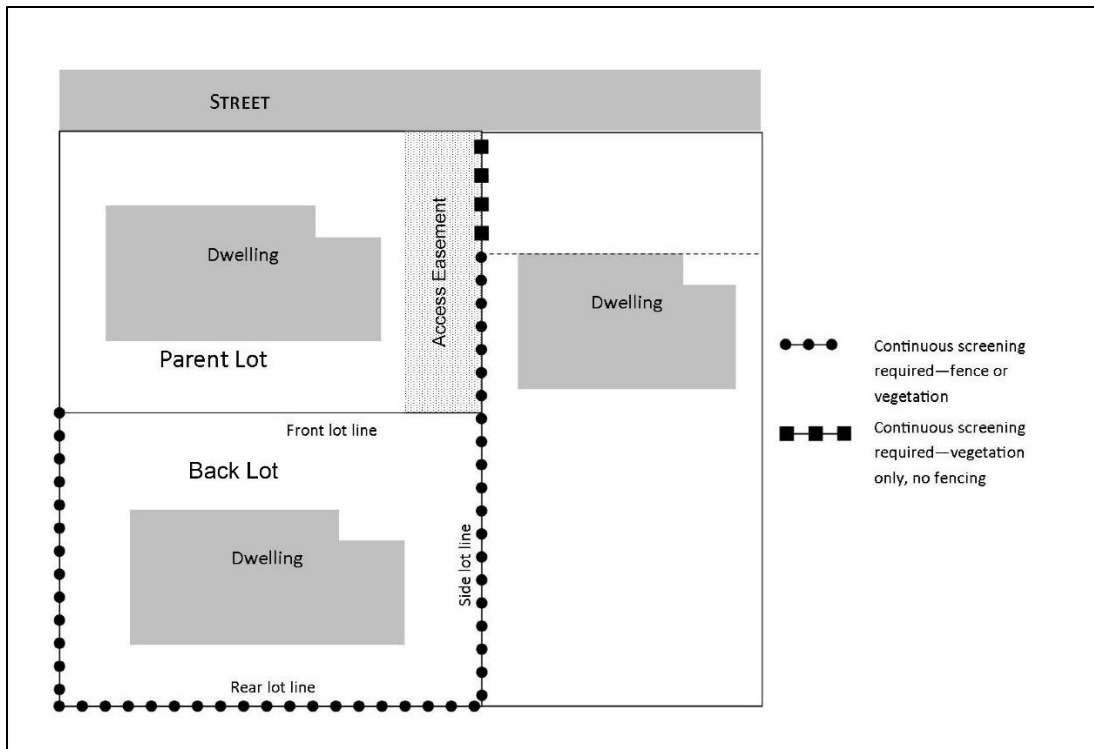 STREET
Access Easement
Dwelling
Dwelling
Parent Lot
Continuous screening
required—fence or
vegetation
Continuous screening
required—vegetation
only, no fencing
Front lot line
Back Lot
Dwelling
Side lot line
Rear lot line